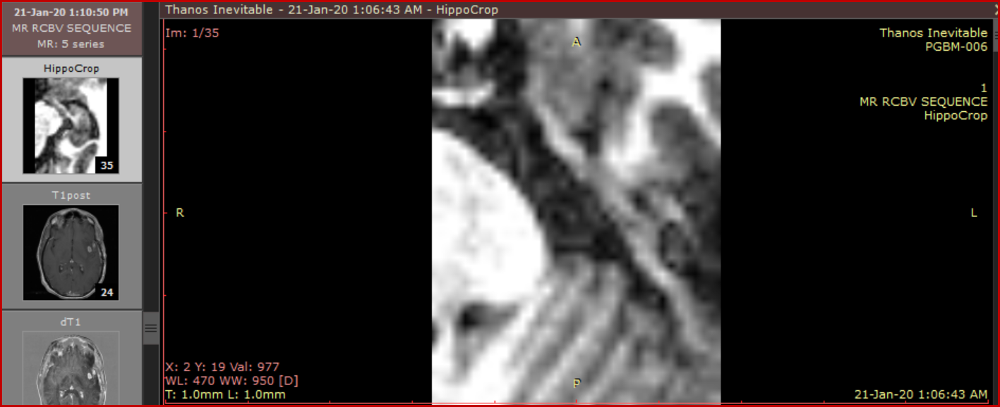 21-Jan-20 1:10:50 PM
MR RCBV SEQUENCE
MR: 5 series
HippoCrop
35
T1post
24
dT1
Thanos Inevitable - 21-Jan-20 1:06:43 AM - HippoCrop
Im: 1/35
A
Thanos Inevitable
PGBM-006
1
MR RCBV SEQUENCE
HippoCrop
R
L
X: 2 Y: 19 Val: 977
WL: 470 WW: 950 [D]
T: 1.0mm L: 1.0mm
P
21-Jan-20 1:06:43 AM